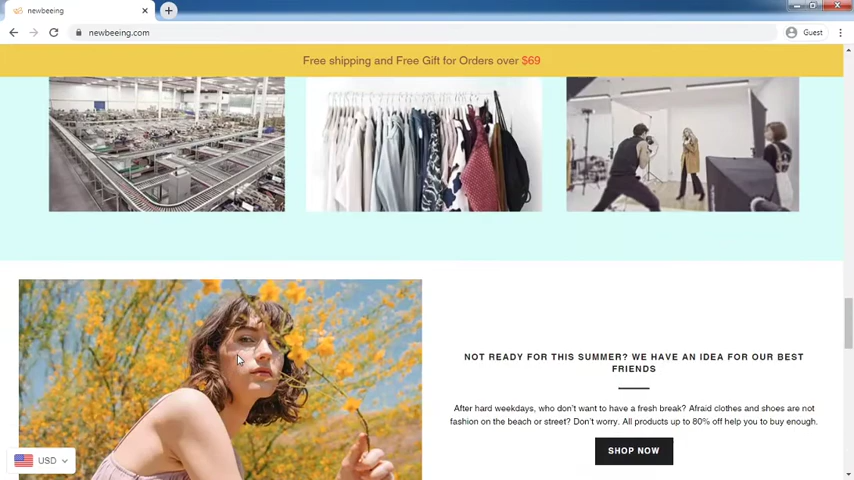 newbeeing
newbeeing.com
Guest
Free shipping and Free Gift for Orders over $69
NOT READY FOR THIS SUMMER? WE HAVE AN IDEA FOR OUR BEST
FRIENDS
After hard weekdays, who don't want to have a fresh break? Afraid clothes and shoes are not
fashion on the beach or street? Don't worry. All products up to 80% off help you to buy enough.
SHOP NOW
USD